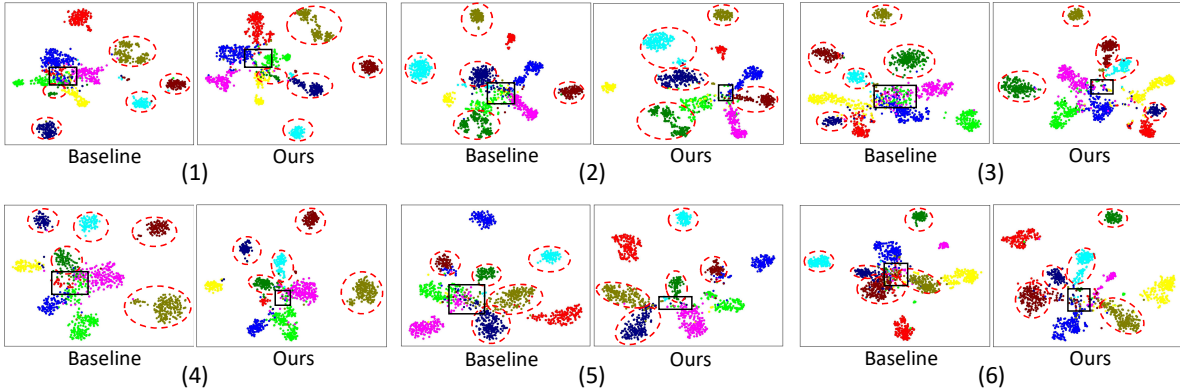 Baseline Ours Baseline Ours Baseline Ours
(1) (2) (3)
Baseline Ours Baseline Ours Baseline Ours
(4) (5) (6)